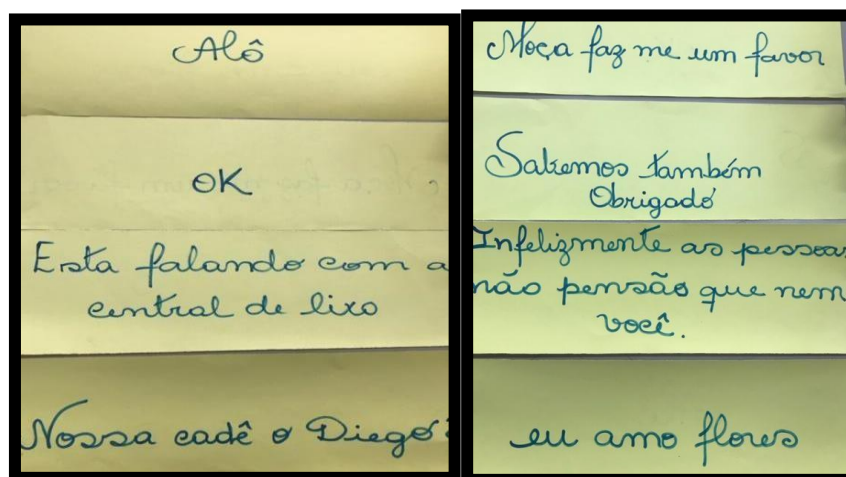 Alô
OK
Esta falando com a
central de lixo
Nossa cadê o Diego?
Moça faz me um favor
Sabemos também
Obrigado
Infelizmente as pessoas
não pensão que nem
você.
eu amo flores